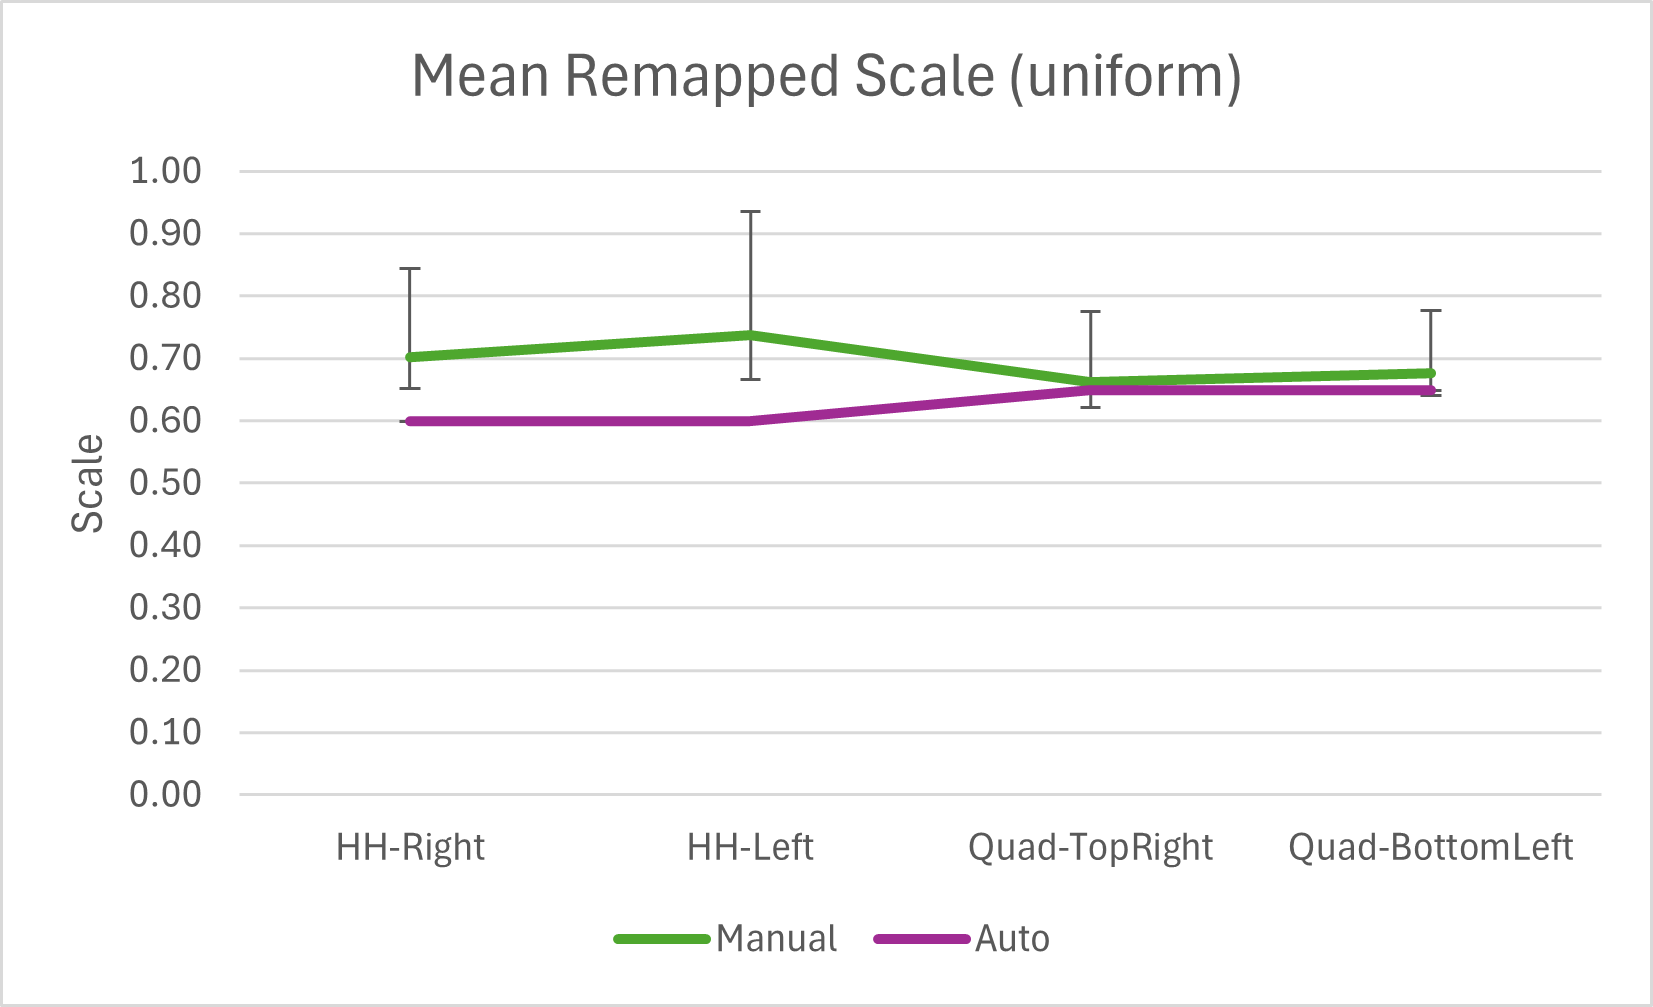 Mean Remapped Scale (uniform)
1.00
0.90
0.80
0.70
0.60
0.50
0.40
0.30
0.20
0.10
0.00
Scale
HH-Right HH-Left Quad-TopRight Quad-BottomLeft
Manual Auto